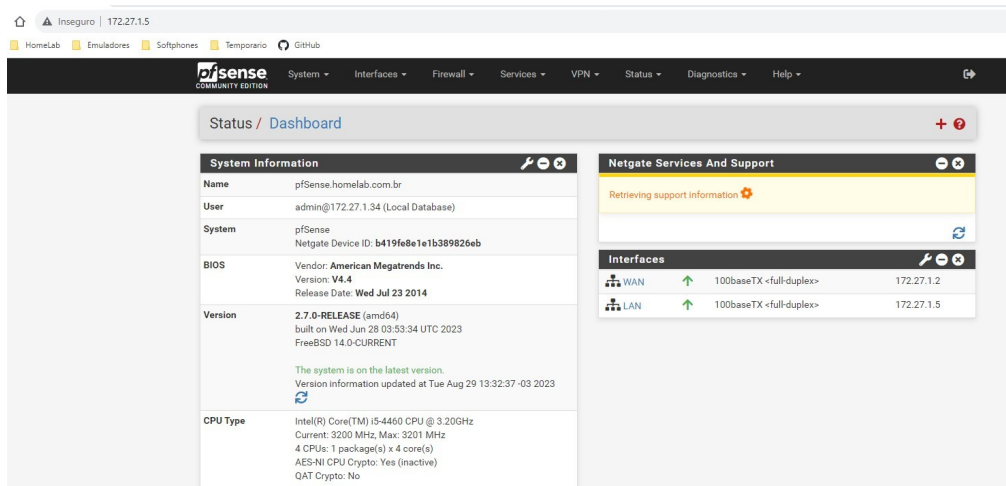 Inseguro | 172.27.1.5
HomeLab Emuladores Softphones Temporario GitHub
pfsense System Interfaces Firewall Services VPN Status Diagnostics Help
COMMUNITY EDITION
Status / Dashboard
System Information
Name pfSense.homelab.com.br
User admin@172.27.1.34 (Local Database)
System pfSense
Netgate Device ID: b419fe8e1e1b389826eb
BIOS Vendor: American Megatrends Inc.
Version: V4.4
Release Date: Wed Jul 23 2014
Version 2.7.0-RELEASE (amd64)
built on Wed Jun 28 03:53:34 UTC 2023
FreeBSD 14.0-CURRENT
The system is on the latest version.
Version information updated at Tue Aug 29 13:32:37 -03 2023
CPU Type Intel(R) Core(TM) i5-4460 CPU @ 3.20GHz
Current: 3200 MHz, Max: 3201 MHz
4 CPUs: 1 package(s) x 4 core(s)
AES-NI CPU Crypto: Yes (inactive)
QAT Crypto: No
Netgate Services And Support
Retrieving support information
Interfaces
WAN 100baseTX <full-duplex> 172.27.1.2
LAN 100baseTX <full-duplex> 172.27.1.5